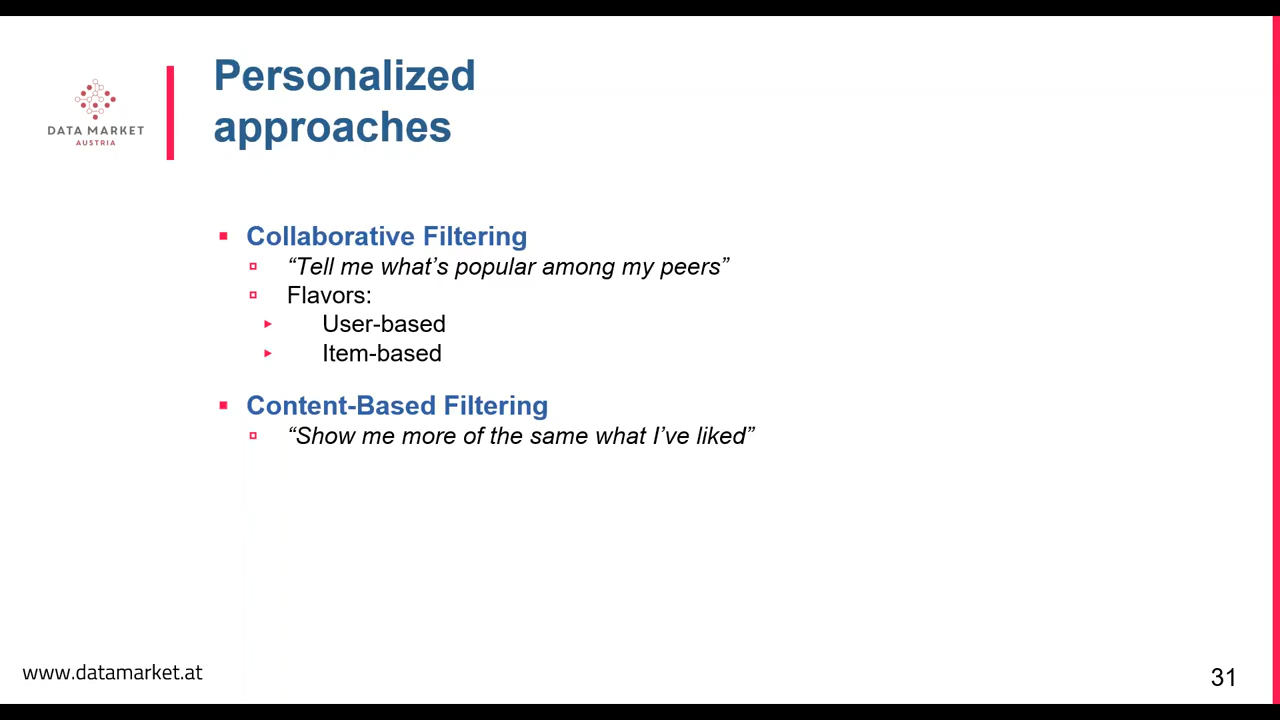 Personalized
approaches
DATA MARKET
AUSTRIA
Collaborative Filtering
“Tell me what’s popular among my peers”
Flavors:
User-based
Item-based
Content-Based Filtering
“Show me more of the same what I’ve liked”
www.datamarket.at
31